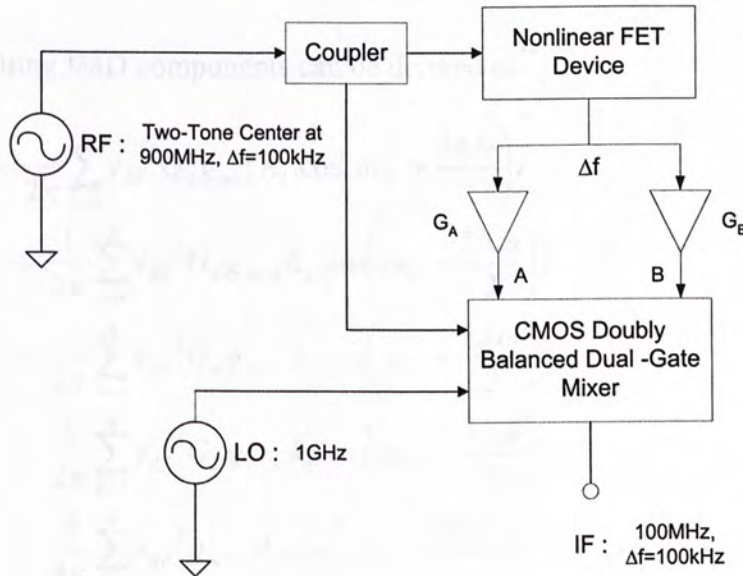 Coupler
Nonlinear FET
Device
RF : Two-Tone Center at
900MHz, Δf=100kHz
Δf
G_A
G_B
A
B
CMOS Doubly
Balanced Dual -Gate
Mixer
LO : 1GHz
IF : 100MHz,
Δf=100kHz